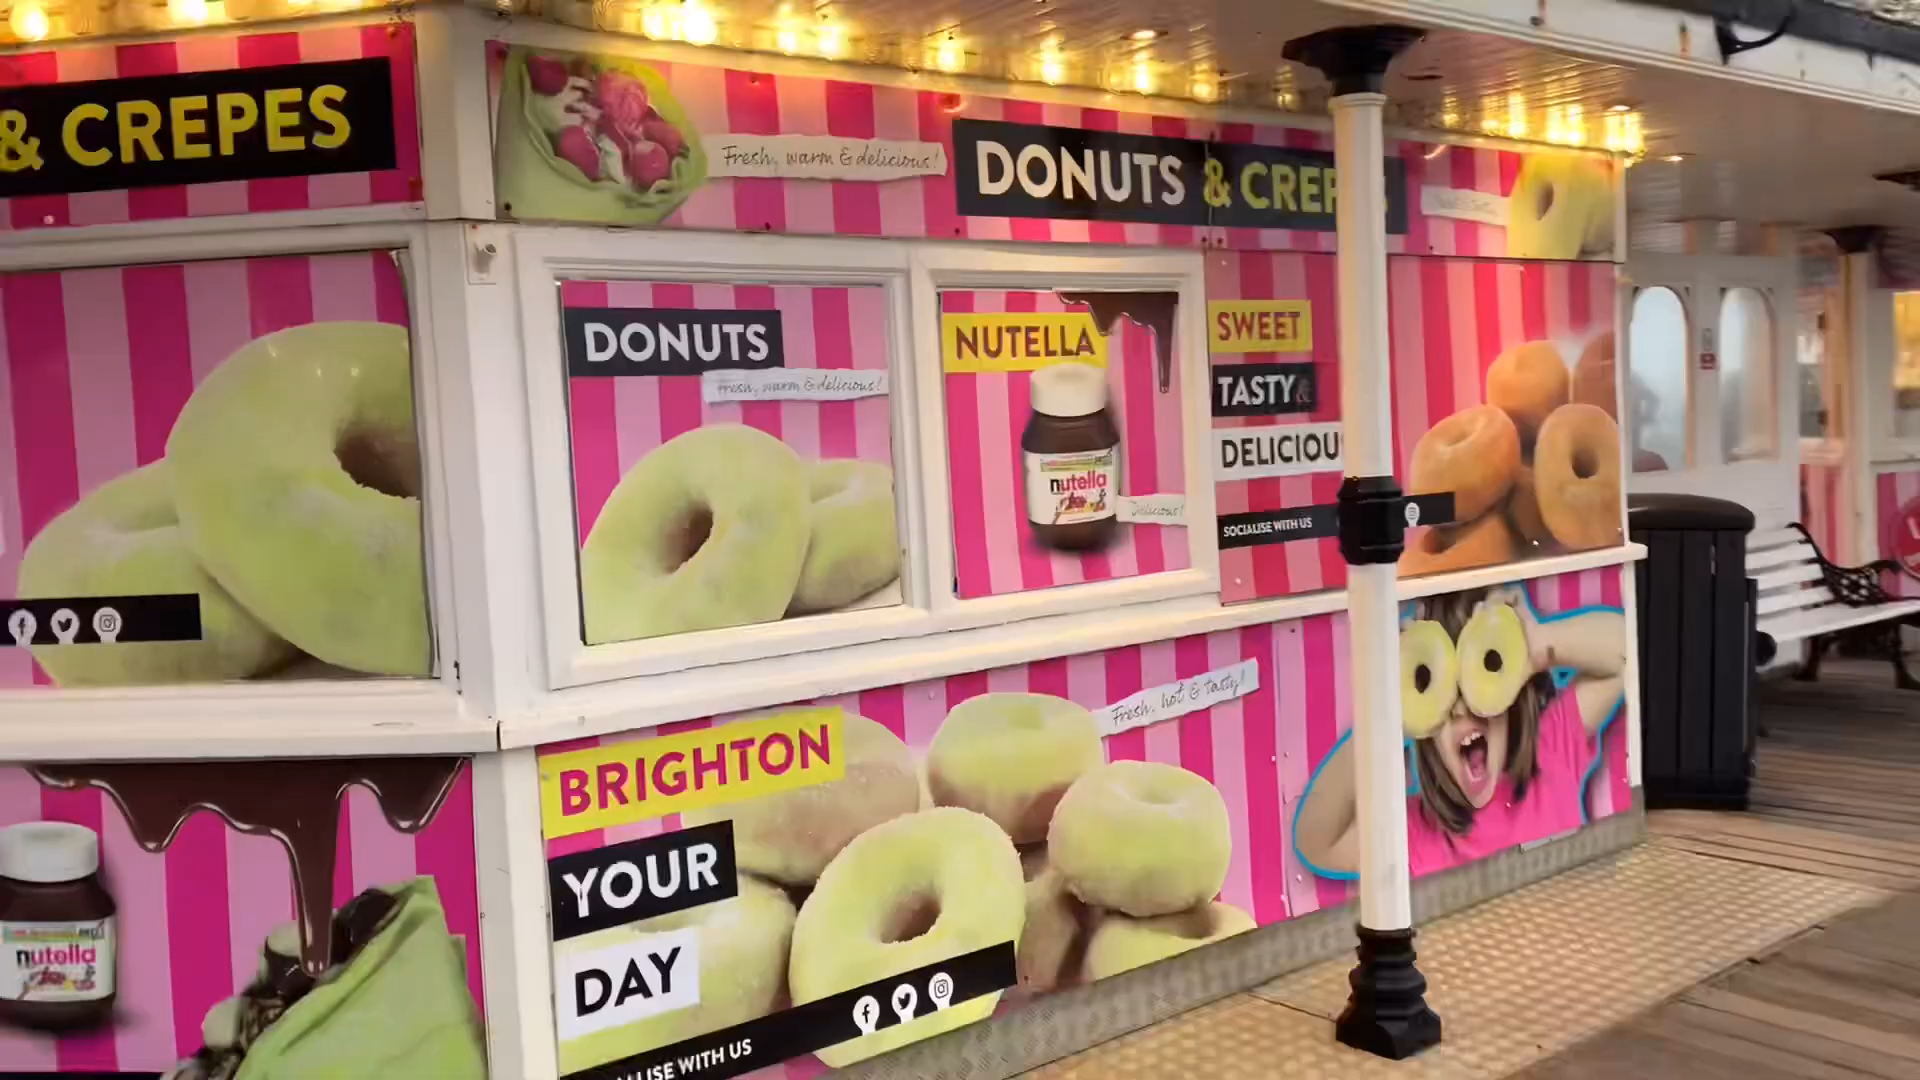 & CREPES
Fresh, warm & delicious!
DONUTS & CREP
DONUTS
Fresh, warm & delicious!
NUTELLA
nutella
Delicious!
SWEET
TASTY &
DELICIOU
SOCIALISE WITH US
Fresh, hot & tasty!
BRIGHTON
YOUR
DAY
ALISE WITH US
nutella